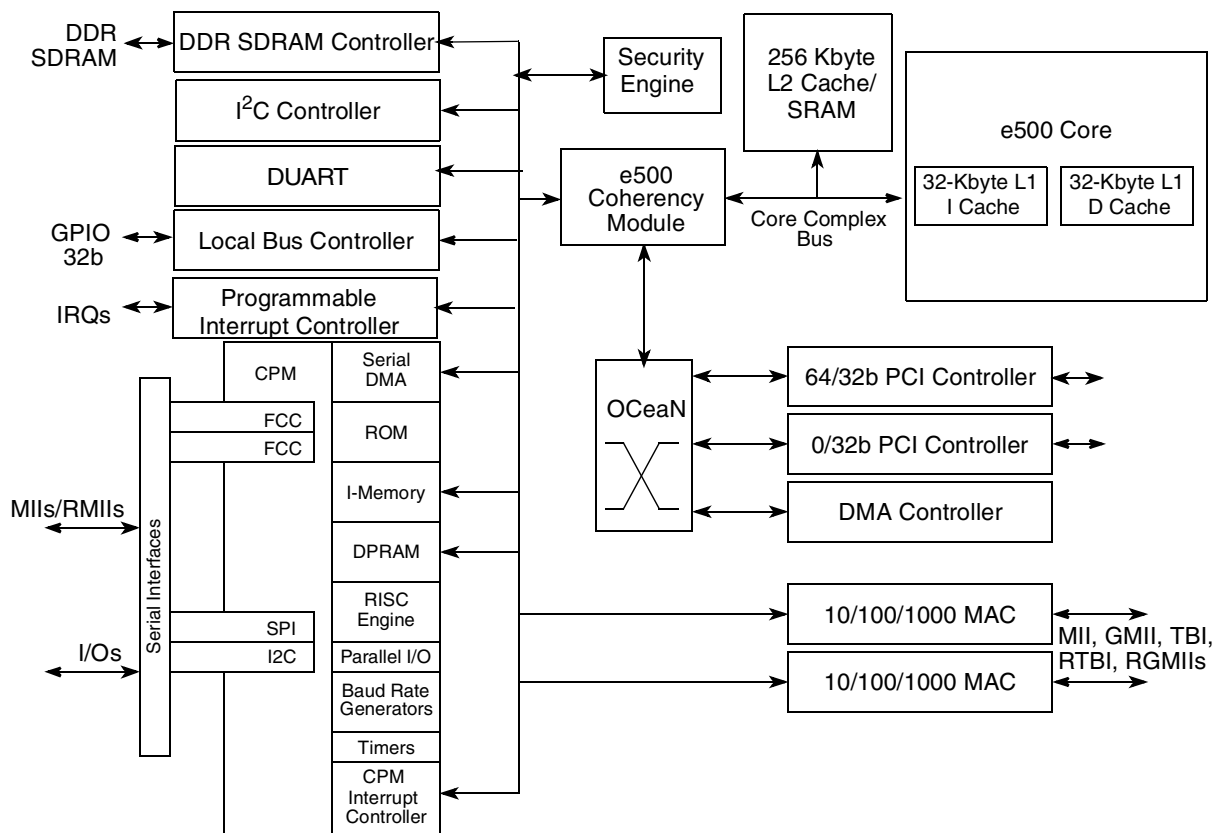 DDR
SDRAM
DDR SDRAM Controller
I2C Controller
DUART
GPIO
32b
Local Bus Controller
IRQs
Programmable
Interrupt Controller
Security
Engine
256 Kbyte
L2 Cache/
SRAM
e500 Core
32-Kbyte L1
I Cache
32-Kbyte L1
D Cache
e500
Coherency
Module
Core Complex
Bus
CPM
Serial
DMA
FCC
FCC
ROM
I-Memory
DPRAM
RISC
Engine
SPI
I2C
Parallel I/O
Baud Rate
Generators
Timers
CPM
Interrupt
Controller
MIIs/RMIIs
I/Os
Serial Interfaces
OCeaN
64/32b PCI Controller
0/32b PCI Controller
DMA Controller
10/100/1000 MAC
10/100/1000 MAC
MII, GMII, TBI,
RTBI, RGMIIs